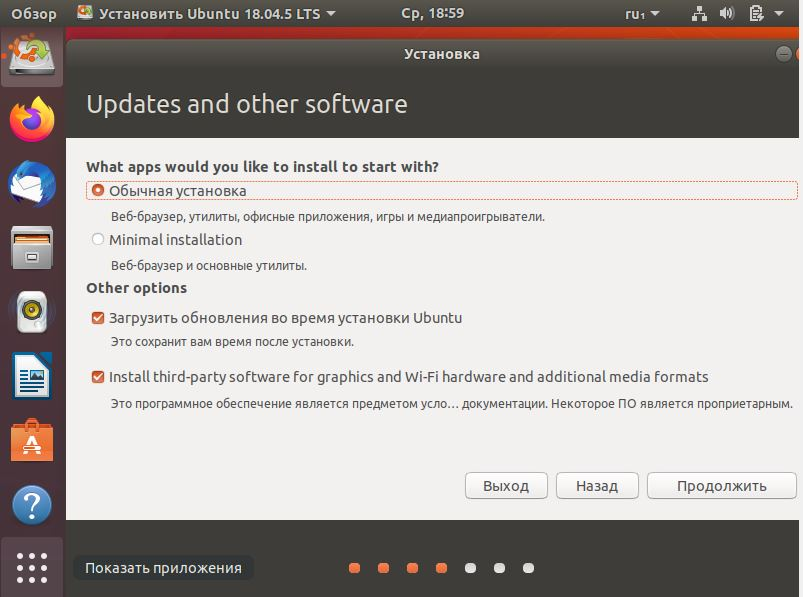 Обзор
Установить Ubuntu 18.04.5 LTS
Ср, 18:59
ru₁
Установка
Updates and other software
What apps would you like to install to start with?
Обычная установка
Веб-браузер, утилиты, офисные приложения, игры и медиапроигрыватели.
Minimal installation
Веб-браузер и основные утилиты.
Other options
Загрузить обновления во время установки Ubuntu
Это сохранит вам время после установки.
Install third-party software for graphics and Wi-Fi hardware and additional media formats
Это программное обеспечение является предметом усло… документации. Некоторое ПО является проприетарным.
Выход
Назад
Продолжить
Показать приложения